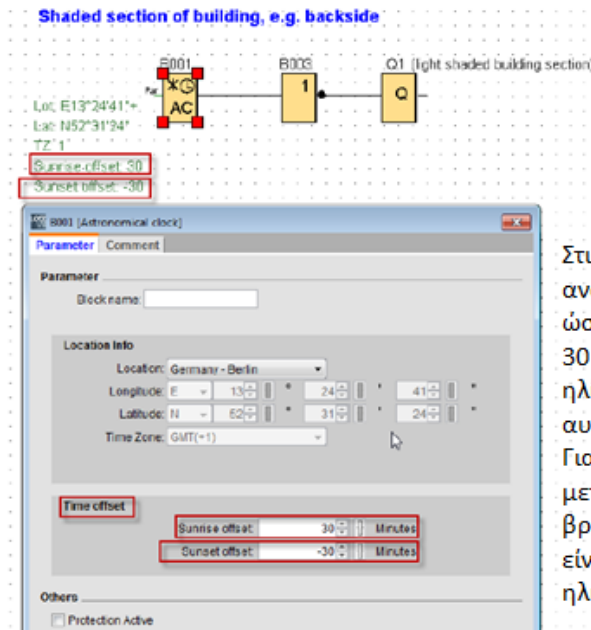 Shaded section of building, e.g. backside
B001
B003
Q1 (light shaded building section)
1
Q
AC
Lon: E13°24'41"+
Lat: N52°31'24"
TZ: 1
Sunrise offset: 30
Sunset offset: -30
B001 [Astronomical clock]
Parameter Comment
Parameter
Block name:
Location Info
Location: Germany - Berlin
Longitude: E 13 ° 24 ' 41 "
Latitude: N 52 ° 31 ' 24 "
Time Zone: GMT(+1)
Time offset
Sunrise offset: 30 Minutes
Sunset offset: -30 Minutes
Others
Protection Active
30